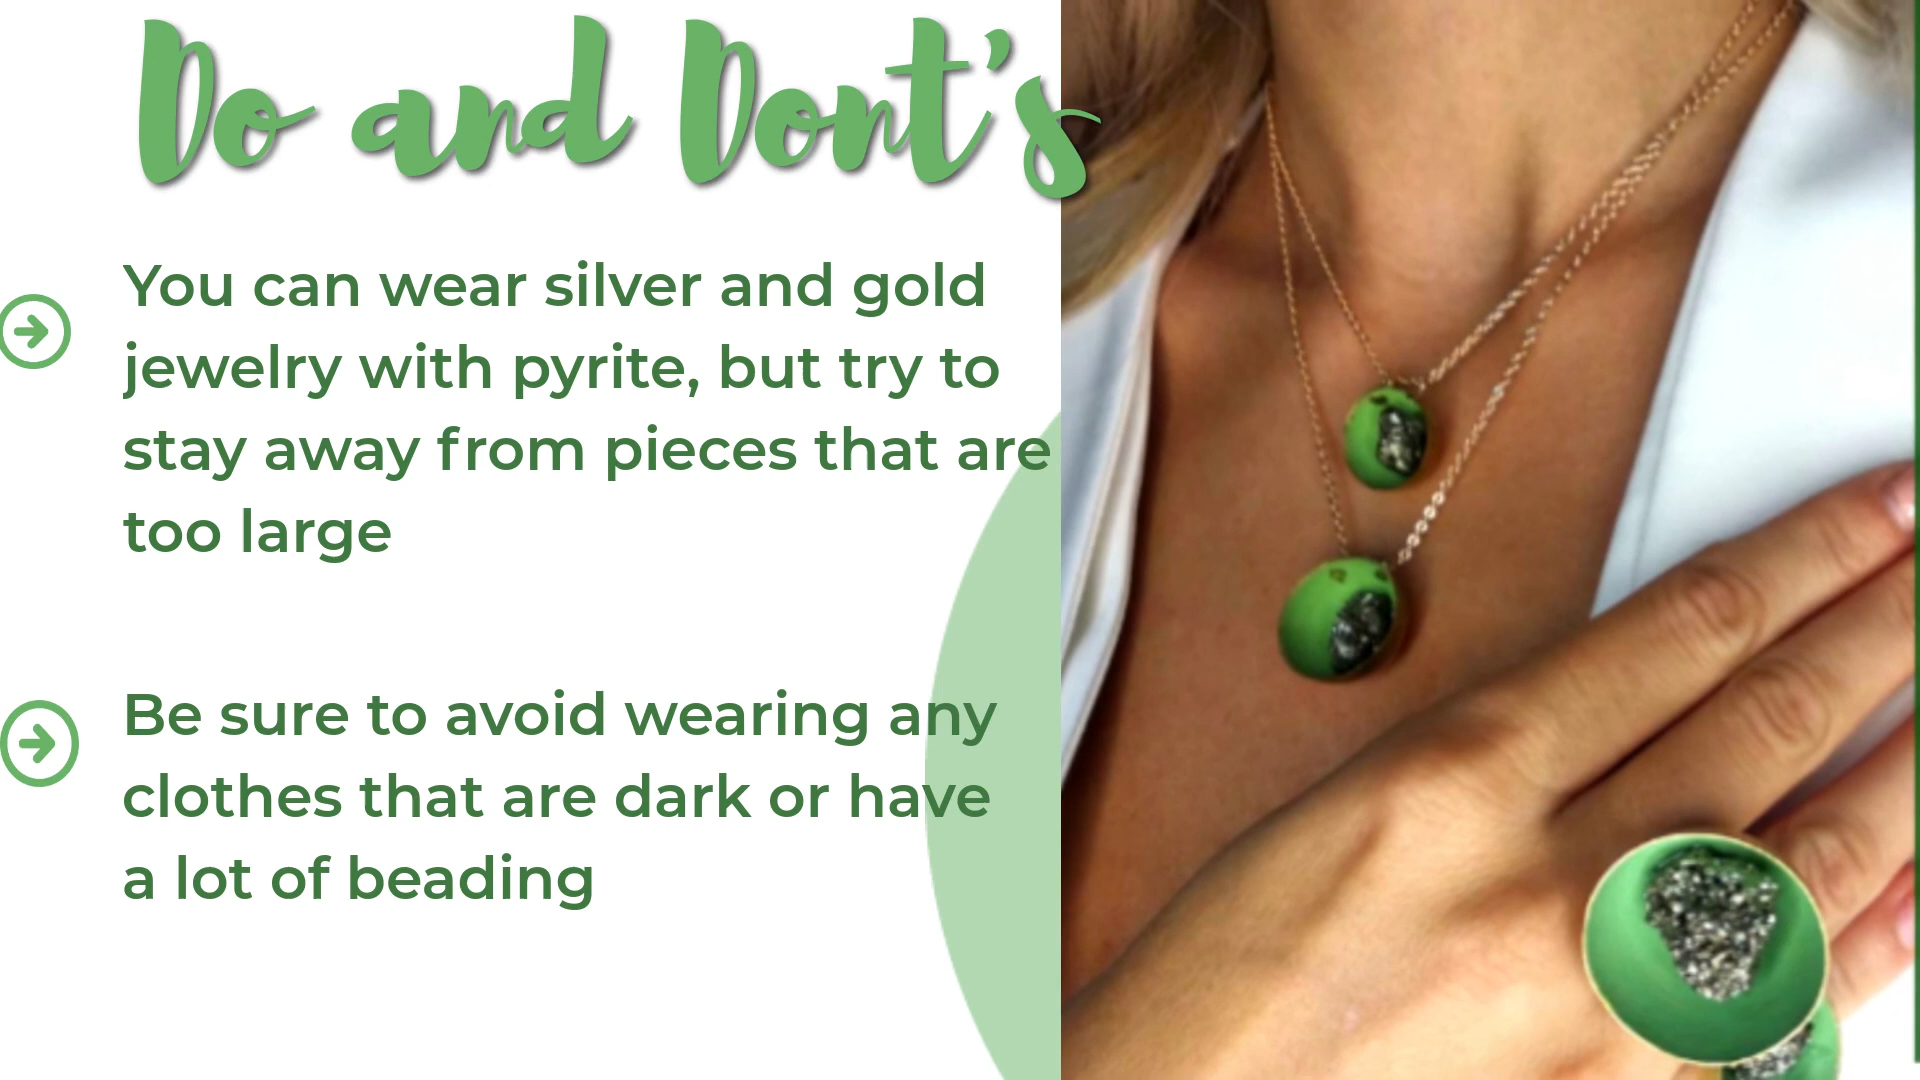 Do and Dont's
You can wear silver and gold
jewelry with pyrite, but try to
stay away from pieces that are
too large
Be sure to avoid wearing any
clothes that are dark or have
a lot of beading